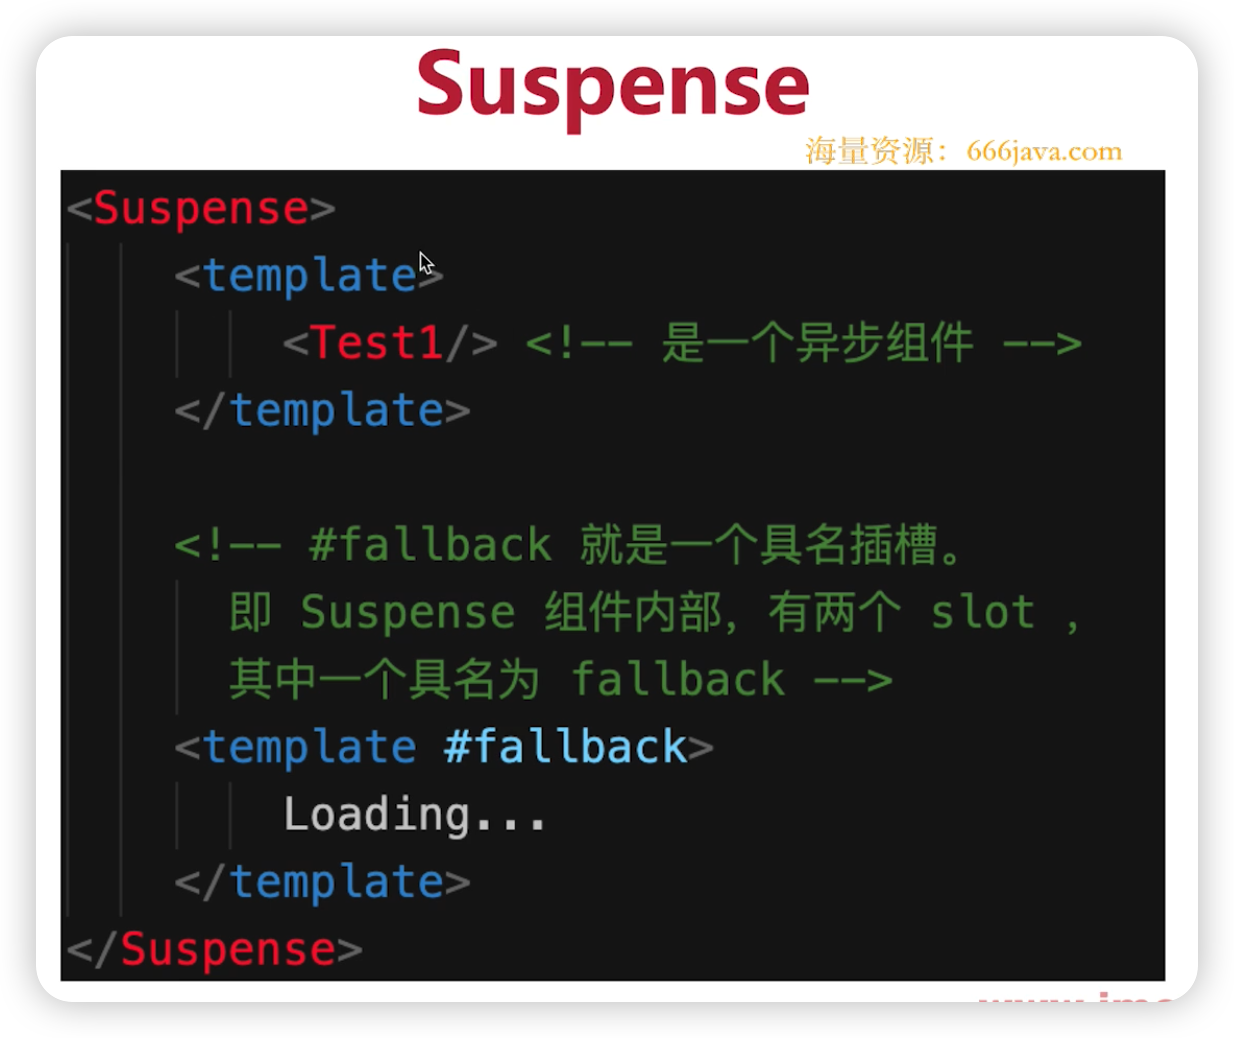 Suspense
海量资源：666java.com
<Suspense>
<template>
<Test1/> <!-- 是一个异步组件 -->
</template>
<!-- #fallback 就是一个具名插槽。
即 Suspense 组件内部，有两个 slot ，
其中一个具名为 fallback -->
<template #fallback>
Loading...
</template>
</Suspense>